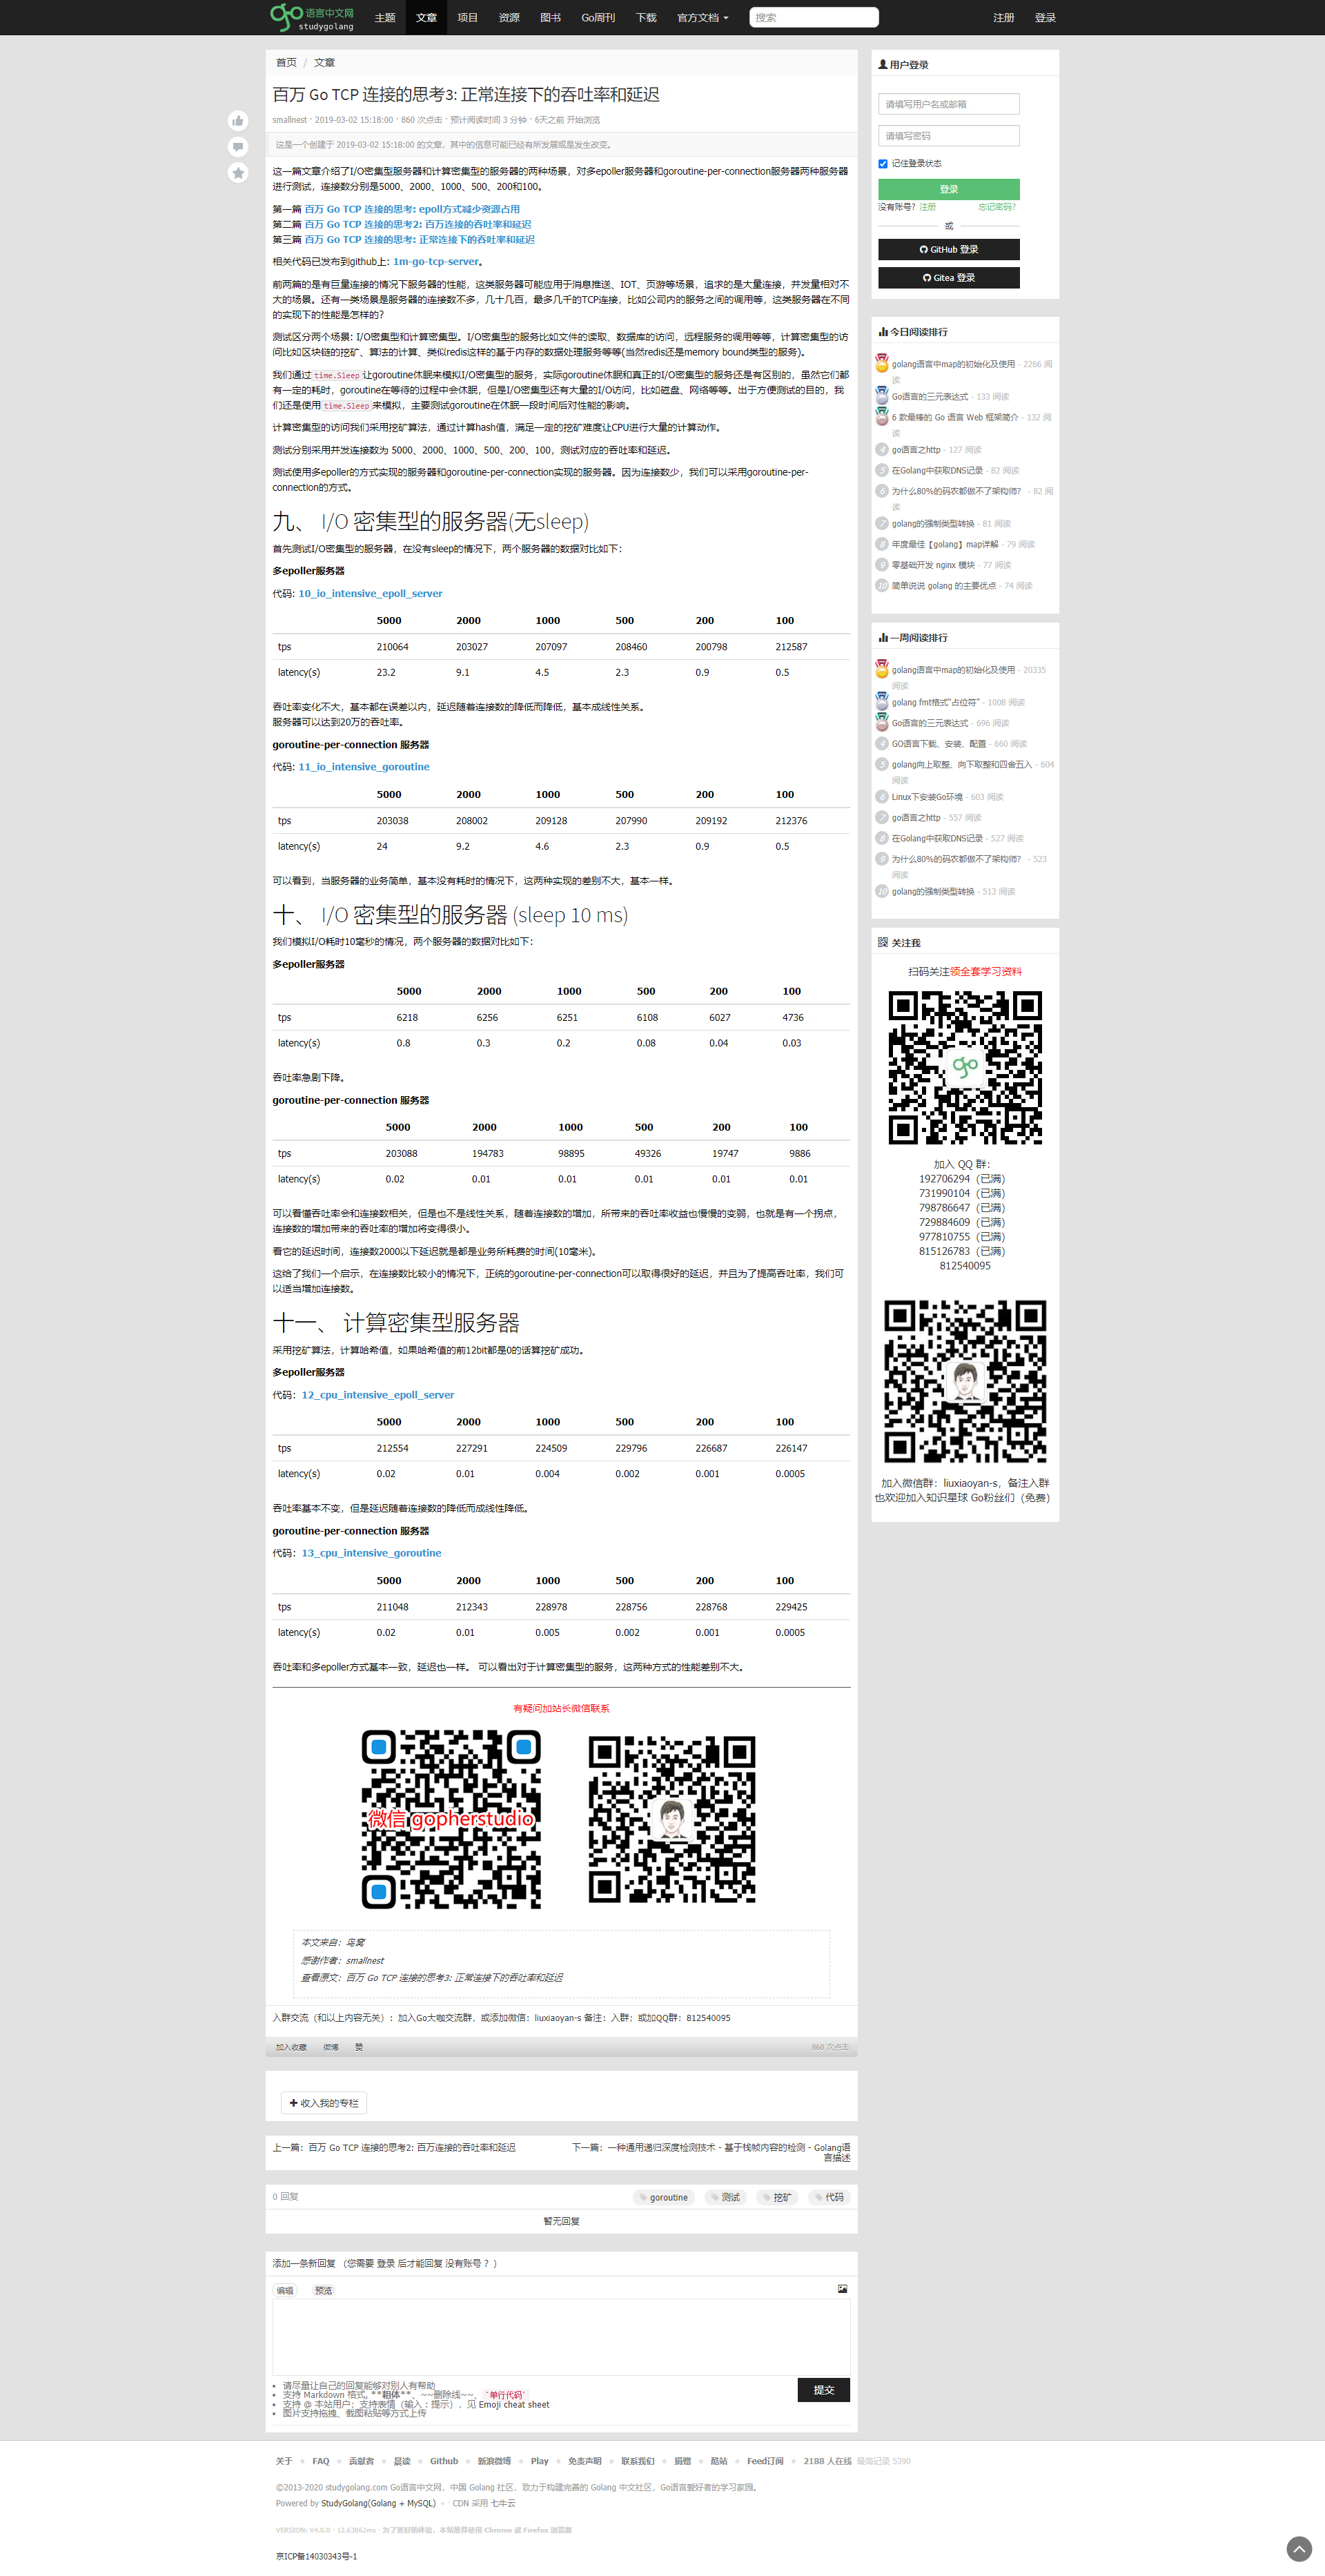 语言中文网
studygolang
主题 文章 项目 资源 图书 Go周刊 下载 官方文档 搜索 注册 登录
首页 / 文章
百万 Go TCP 连接的思考3: 正常连接下的吞吐率和延迟
smallnest · 2019-03-02 15:18:00 · 860 次点击 · 预计阅读时间 3 分钟 · 6天之前 开始浏览
这是一个创建于 2019-03-02 15:18:00 的文章，其中的信息可能已经有所发展或是发生改变。
这一篇文章介绍了I/O密集型服务器和计算密集型的服务器的两种场景，对多epoller服务器和goroutine-per-connection服务器两种服务器
进行测试，连接数分别是5000、2000、1000、500、200和100。
第一篇 百万 Go TCP 连接的思考: epoll方式减少资源占用
第二篇 百万 Go TCP 连接的思考2: 百万连接的吞吐率和延迟
第三篇 百万 Go TCP 连接的思考: 正常连接下的吞吐率和延迟
相关代码已发布到github上: 1m-go-tcp-server。
前两篇的是有巨量连接的情况下服务器的性能，这类服务器可能应用于消息推送、IOT、页游等场景，追求的是大量连接，并发量相对不
大的场景。还有一类场景是服务器的连接数不多，几十几百，最多几千的TCP连接，比如公司内的服务之间的调用等，这类服务器在不同
的实现下的性能是怎样的?
测试区分两个场景: I/O密集型和计算密集型。I/O密集型的服务比如文件的读取、数据库的访问，远程服务的调用等等，计算密集型的访
问比如区块链的挖矿、算法的计算、类似redis这样的基于内存的数据处理服务等等(当然redis还是memory bound类型的服务)。
我们通过 time.Sleep 让goroutine休眠来模拟I/O密集型的服务，实际goroutine休眠和真正的I/O密集型的服务还是有区别的，虽然它们都
有一定的耗时，goroutine在等待的过程中会休眠，但是I/O密集型还有大量的I/O访问，比如磁盘、网络等等。出于方便测试的目的，我
们还是使用 time.Sleep 来模拟，主要测试goroutine在休眠一段时间后对性能的影响。
计算密集型的访问我们采用挖矿算法，通过计算hash值，满足一定的挖矿难度让CPU进行大量的计算动作。
测试分别采用并发连接数为 5000、2000、1000、500、200、100，测试对应的吞吐率和延迟。
测试使用多epoller的方式实现的服务器和goroutine-per-connection实现的服务器。因为连接数少，我们可以采用goroutine-per-
connection的方式。
九、 I/O 密集型的服务器(无sleep)
首先测试I/O密集型的服务器，在没有sleep的情况下，两个服务器的数据对比如下：
多epoller服务器
代码: 10_io_intensive_epoll_server
5000 2000 1000 500 200 100
tps 210064 203027 207097 208460 200798 212587
latency(s) 23.2 9.1 4.5 2.3 0.9 0.5
吞吐率变化不大，基本都在误差以内，延迟随着连接数的降低而降低，基本成线性关系。
服务器可以达到20万的吞吐率。
goroutine-per-connection 服务器
代码: 11_io_intensive_goroutine
5000 2000 1000 500 200 100
tps 203038 208002 209128 207990 209192 212376
latency(s) 24 9.2 4.6 2.3 0.9 0.5
可以看到，当服务器的业务简单，基本没有耗时的情况下，这两种实现的差别不大，基本一样。
十、 I/O 密集型的服务器 (sleep 10 ms)
我们模拟I/O耗时10毫秒的情况，两个服务器的数据对比如下：
多epoller服务器
5000 2000 1000 500 200 100
tps 6218 6256 6251 6108 6027 4736
latency(s) 0.8 0.3 0.2 0.08 0.04 0.03
吞吐率急剧下降。
goroutine-per-connection 服务器
5000 2000 1000 500 200 100
tps 203088 194783 98895 49326 19747 9886
latency(s) 0.02 0.01 0.01 0.01 0.01 0.01
可以看懂吞吐率会和连接数相关，但是也不是线性关系，随着连接数的增加，所带来的吞吐率收益也慢慢的变弱，也就是有一个拐点，
连接数的增加带来的吞吐率的增加将变得很小。
看它的延迟时间，连接数2000以下延迟就是都是业务所耗费的时间(10毫米)。
这给了我们一个启示，在连接数比较小的情况下，正统的goroutine-per-connection可以取得很好的延迟，并且为了提高吞吐率，我们可
以适当增加连接数。
十一、 计算密集型服务器
采用挖矿算法，计算哈希值，如果哈希值的前12bit都是0的话算挖矿成功。
多epoller服务器
代码：12_cpu_intensive_epoll_server
5000 2000 1000 500 200 100
tps 212554 227291 224509 229796 226687 226147
latency(s) 0.02 0.01 0.004 0.002 0.001 0.0005
吞吐率基本不变，但是延迟随着连接数的降低而成线性降低。
goroutine-per-connection 服务器
代码：13_cpu_intensive_goroutine
5000 2000 1000 500 200 100
tps 211048 212343 228978 228756 228768 229425
latency(s) 0.02 0.01 0.005 0.002 0.001 0.0005
吞吐率和多epoller方式基本一致，延迟也一样。 可以看出对于计算密集型的服务，这两种方式的性能差别不大。
有疑问加站长微信联系
微信 gopherstudio
本文来自：鸟窝
感谢作者：smallnest
查看原文：百万 Go TCP 连接的思考3: 正常连接下的吞吐率和延迟
入群交流（和以上内容无关）：加入Go大咖交流群，或添加微信：liuxiaoyan-s 备注：入群；或加QQ群：812540095
加入收藏 微博 赞 860 次点击
收入我的专栏
上一篇：百万 Go TCP 连接的思考2: 百万连接的吞吐率和延迟
下一篇：一种通用递归深度检测技术 - 基于栈帧内容的检测 - Golang语
言描述
0 回复 goroutine 测试 挖矿 代码
暂无回复
添加一条新回复 （您需要 登录 后才能回复 没有账号 ？）
编辑 预览
请尽量让自己的回复能够对别人有帮助
支持 Markdown 格式, **粗体**、~~删除线~~、`单行代码`
支持 @ 本站用户；支持表情（输入 : 提示），见 Emoji cheat sheet
图片支持拖拽、截图粘贴等方式上传
提交
用户登录
请填写用户名或邮箱
请填写密码
记住登录状态
登录
没有账号? 注册 忘记密码?
或
GitHub 登录
Gitea 登录
今日阅读排行
golang语言中map的初始化及使用 - 2266 阅
读
Go语言的三元表达式 - 133 阅读
6 款最棒的 Go 语言 Web 框架简介 - 132 阅
读
4 go语言之http - 127 阅读
5 在Golang中获取DNS记录 - 82 阅读
6 为什么80%的码农都做不了架构师？ - 82 阅
读
7 golang的强制类型转换 - 81 阅读
8 年度最佳【golang】map详解 - 79 阅读
9 零基础开发 nginx 模块 - 77 阅读
10 简单说说 golang 的主要优点 - 74 阅读
一周阅读排行
golang语言中map的初始化及使用 - 20335
阅读
golang fmt格式“占位符” - 1008 阅读
Go语言的三元表达式 - 696 阅读
4 GO语言下载、安装、配置 - 660 阅读
5 golang向上取整、向下取整和四舍五入 - 604
阅读
6 Linux下安装Go环境 - 603 阅读
7 go语言之http - 557 阅读
8 在Golang中获取DNS记录 - 527 阅读
9 为什么80%的码农都做不了架构师？ - 523
阅读
10 golang的强制类型转换 - 513 阅读
关注我
扫码关注领全套学习资料
加入 QQ 群：
192706294（已满）
731990104（已满）
798786647（已满）
729884609（已满）
977810755（已满）
815126783（已满）
812540095
加入微信群：liuxiaoyan-s，备注入群
也欢迎加入知识星球 Go粉丝们（免费）
关于 FAQ 贡献者 晨读 Github 新浪微博 Play 免责声明 联系我们 捐赠 酷站 Feed订阅 2188 人在线 最高记录 5390
©2013-2020 studygolang.com Go语言中文网，中国 Golang 社区，致力于构建完善的 Golang 中文社区，Go语言爱好者的学习家园。
Powered by StudyGolang(Golang + MySQL) · CDN 采用 七牛云
VERSION: V4.0.0 · 12.63862ms · 为了更好的体验，本站推荐使用 Chrome 或 Firefox 浏览器
京ICP备14030343号-1